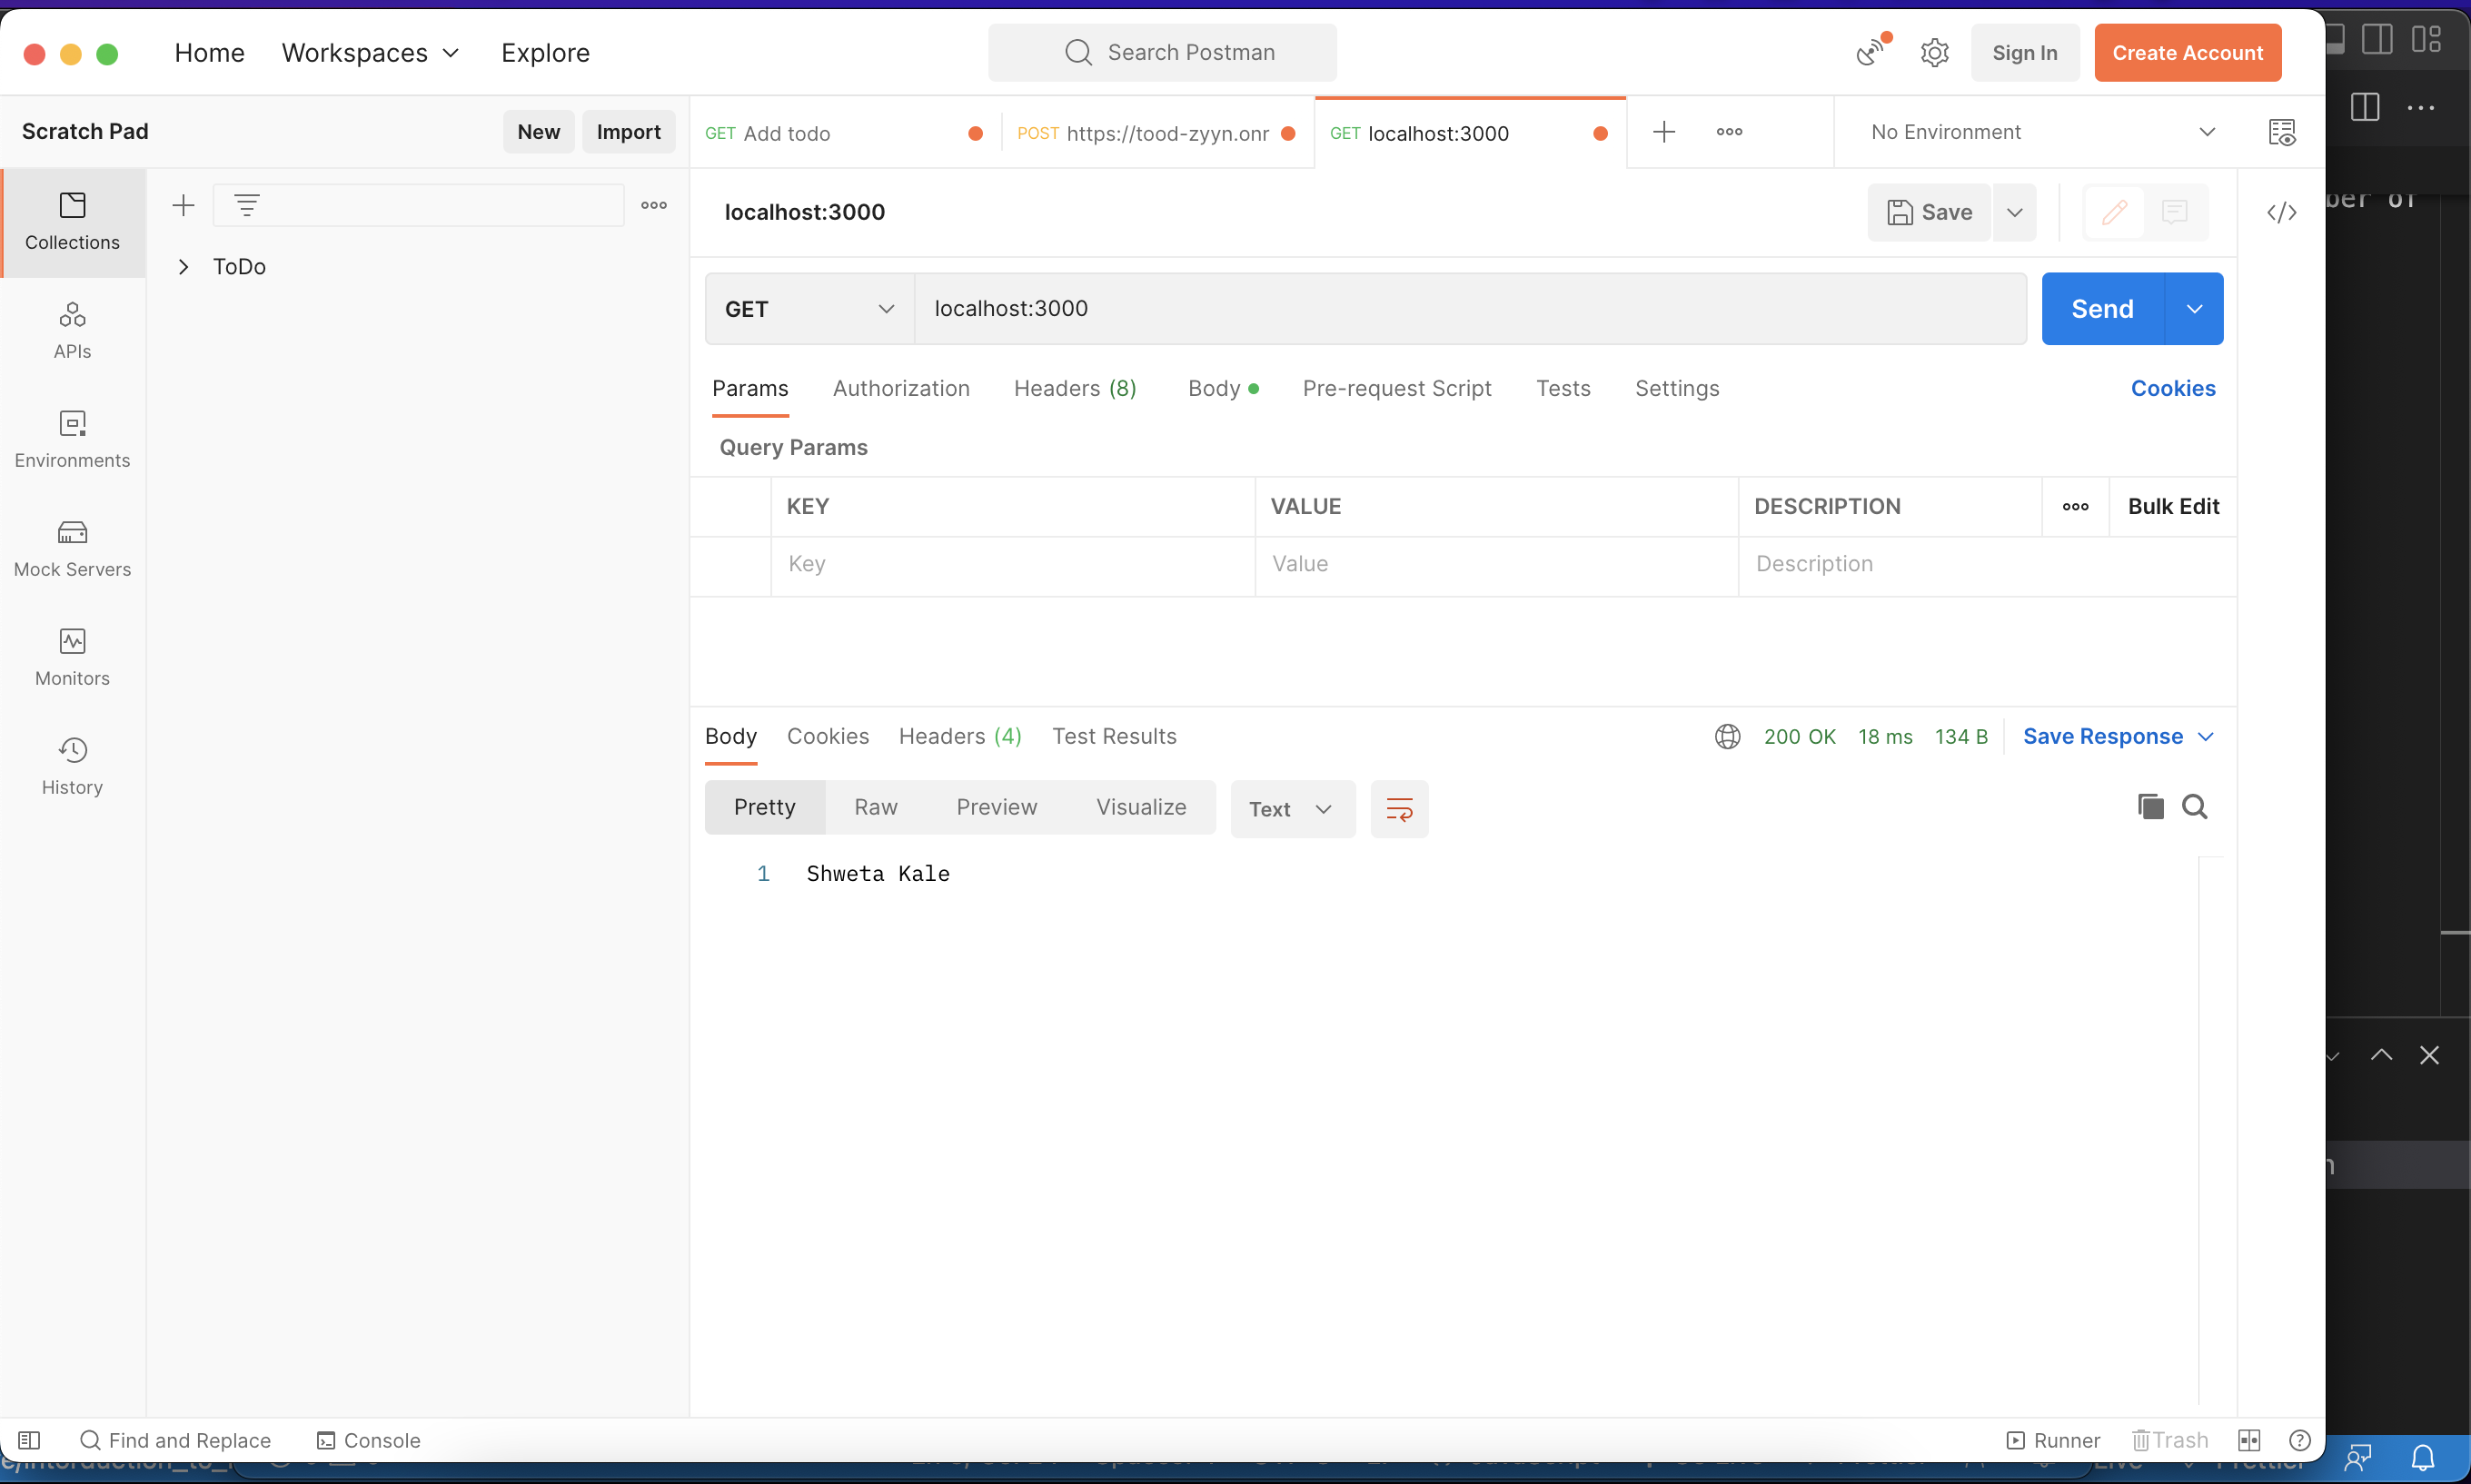 Home Workspaces Explore Search Postman Sign In Create Account
Scratch Pad New Import GET Add todo POST https://tood-zyyn.onr GET localhost:3000 No Environment
localhost:3000 Save
Collections
ToDo
GET localhost:3000 Send
APIs
Params Authorization Headers (8) Body Pre-request Script Tests Settings Cookies
Query Params
Environments
KEY VALUE DESCRIPTION Bulk Edit
Key Value Description
Mock Servers
Monitors
Body Cookies Headers (4) Test Results 200 OK 18 ms 134 B Save Response
History
Pretty Raw Preview Visualize Text
1 Shweta Kale
Find and Replace Console Runner Trash